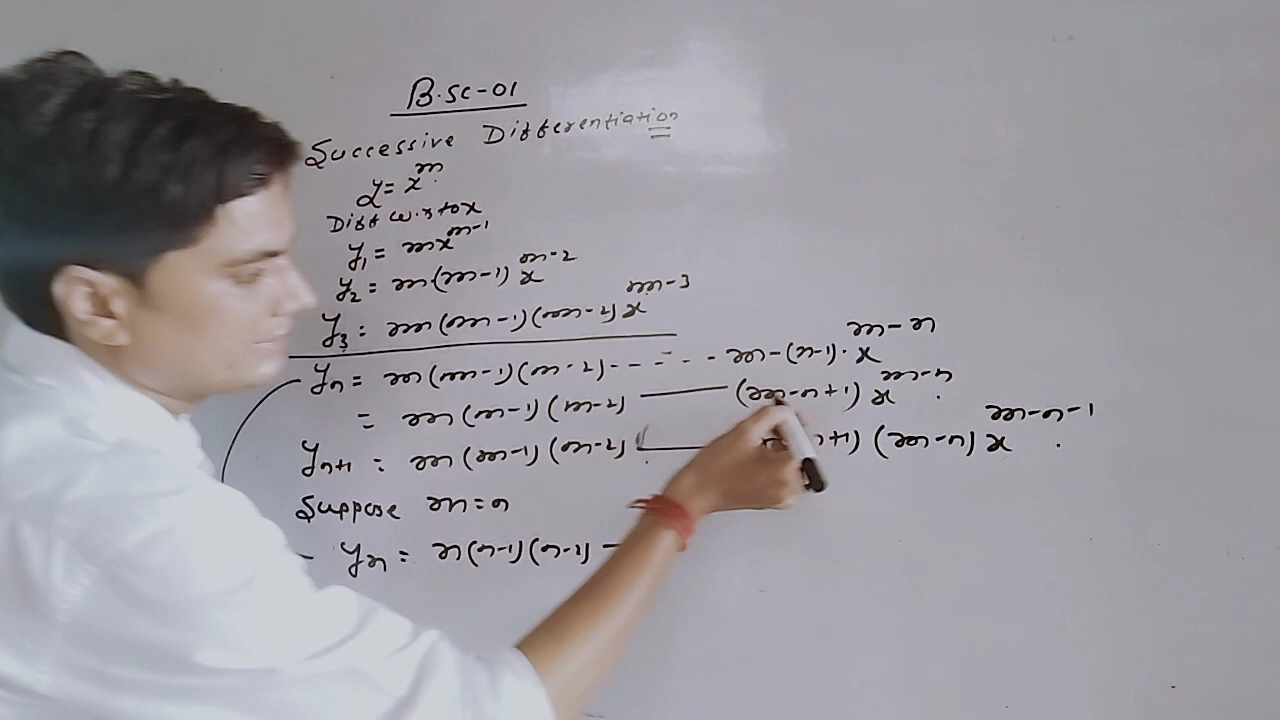 B.Sc-01
Successive Differentiation
y = x^m.
Diff w.r to x
y₁ = mx^{m-1}
y₂ = m(m-1) x^{m-2}
y₃ = m(m-1)(m-2) x^{m-3}
yₙ = m(m-1)(m-2)------ m-(n-1).x^{m-n}
= m(m-1)(m-2) —— (m-n+1) x^{m-n}.
yₙ₊₁ = m(m-1)(m-2) —— +1) (m-n) x^{m-n-1}.
Suppose m=n
yₙ = n(n-1)(n-2) —